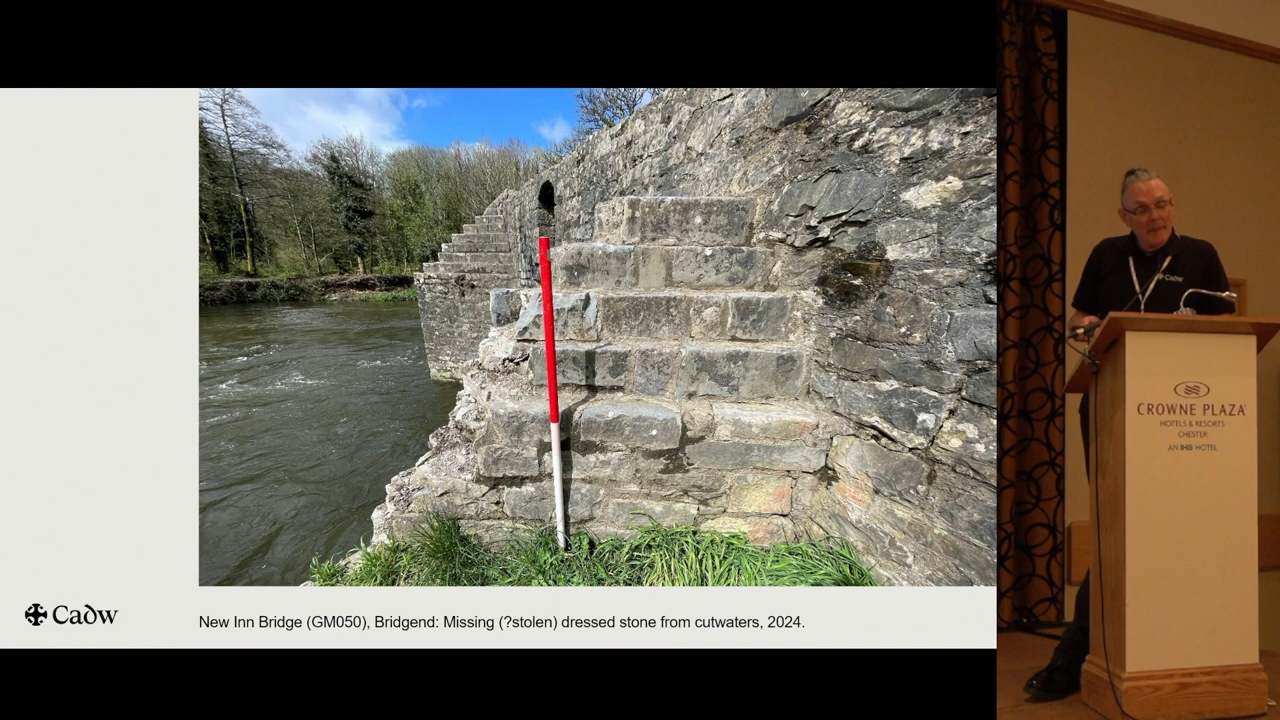 Cadw
New Inn Bridge (GM050), Bridgend: Missing (?stolen) dressed stone from cutwaters, 2024.
Cadw
CROWNE PLAZA
HOTELS & RESORTS
CHESTER
AN IHG HOTEL